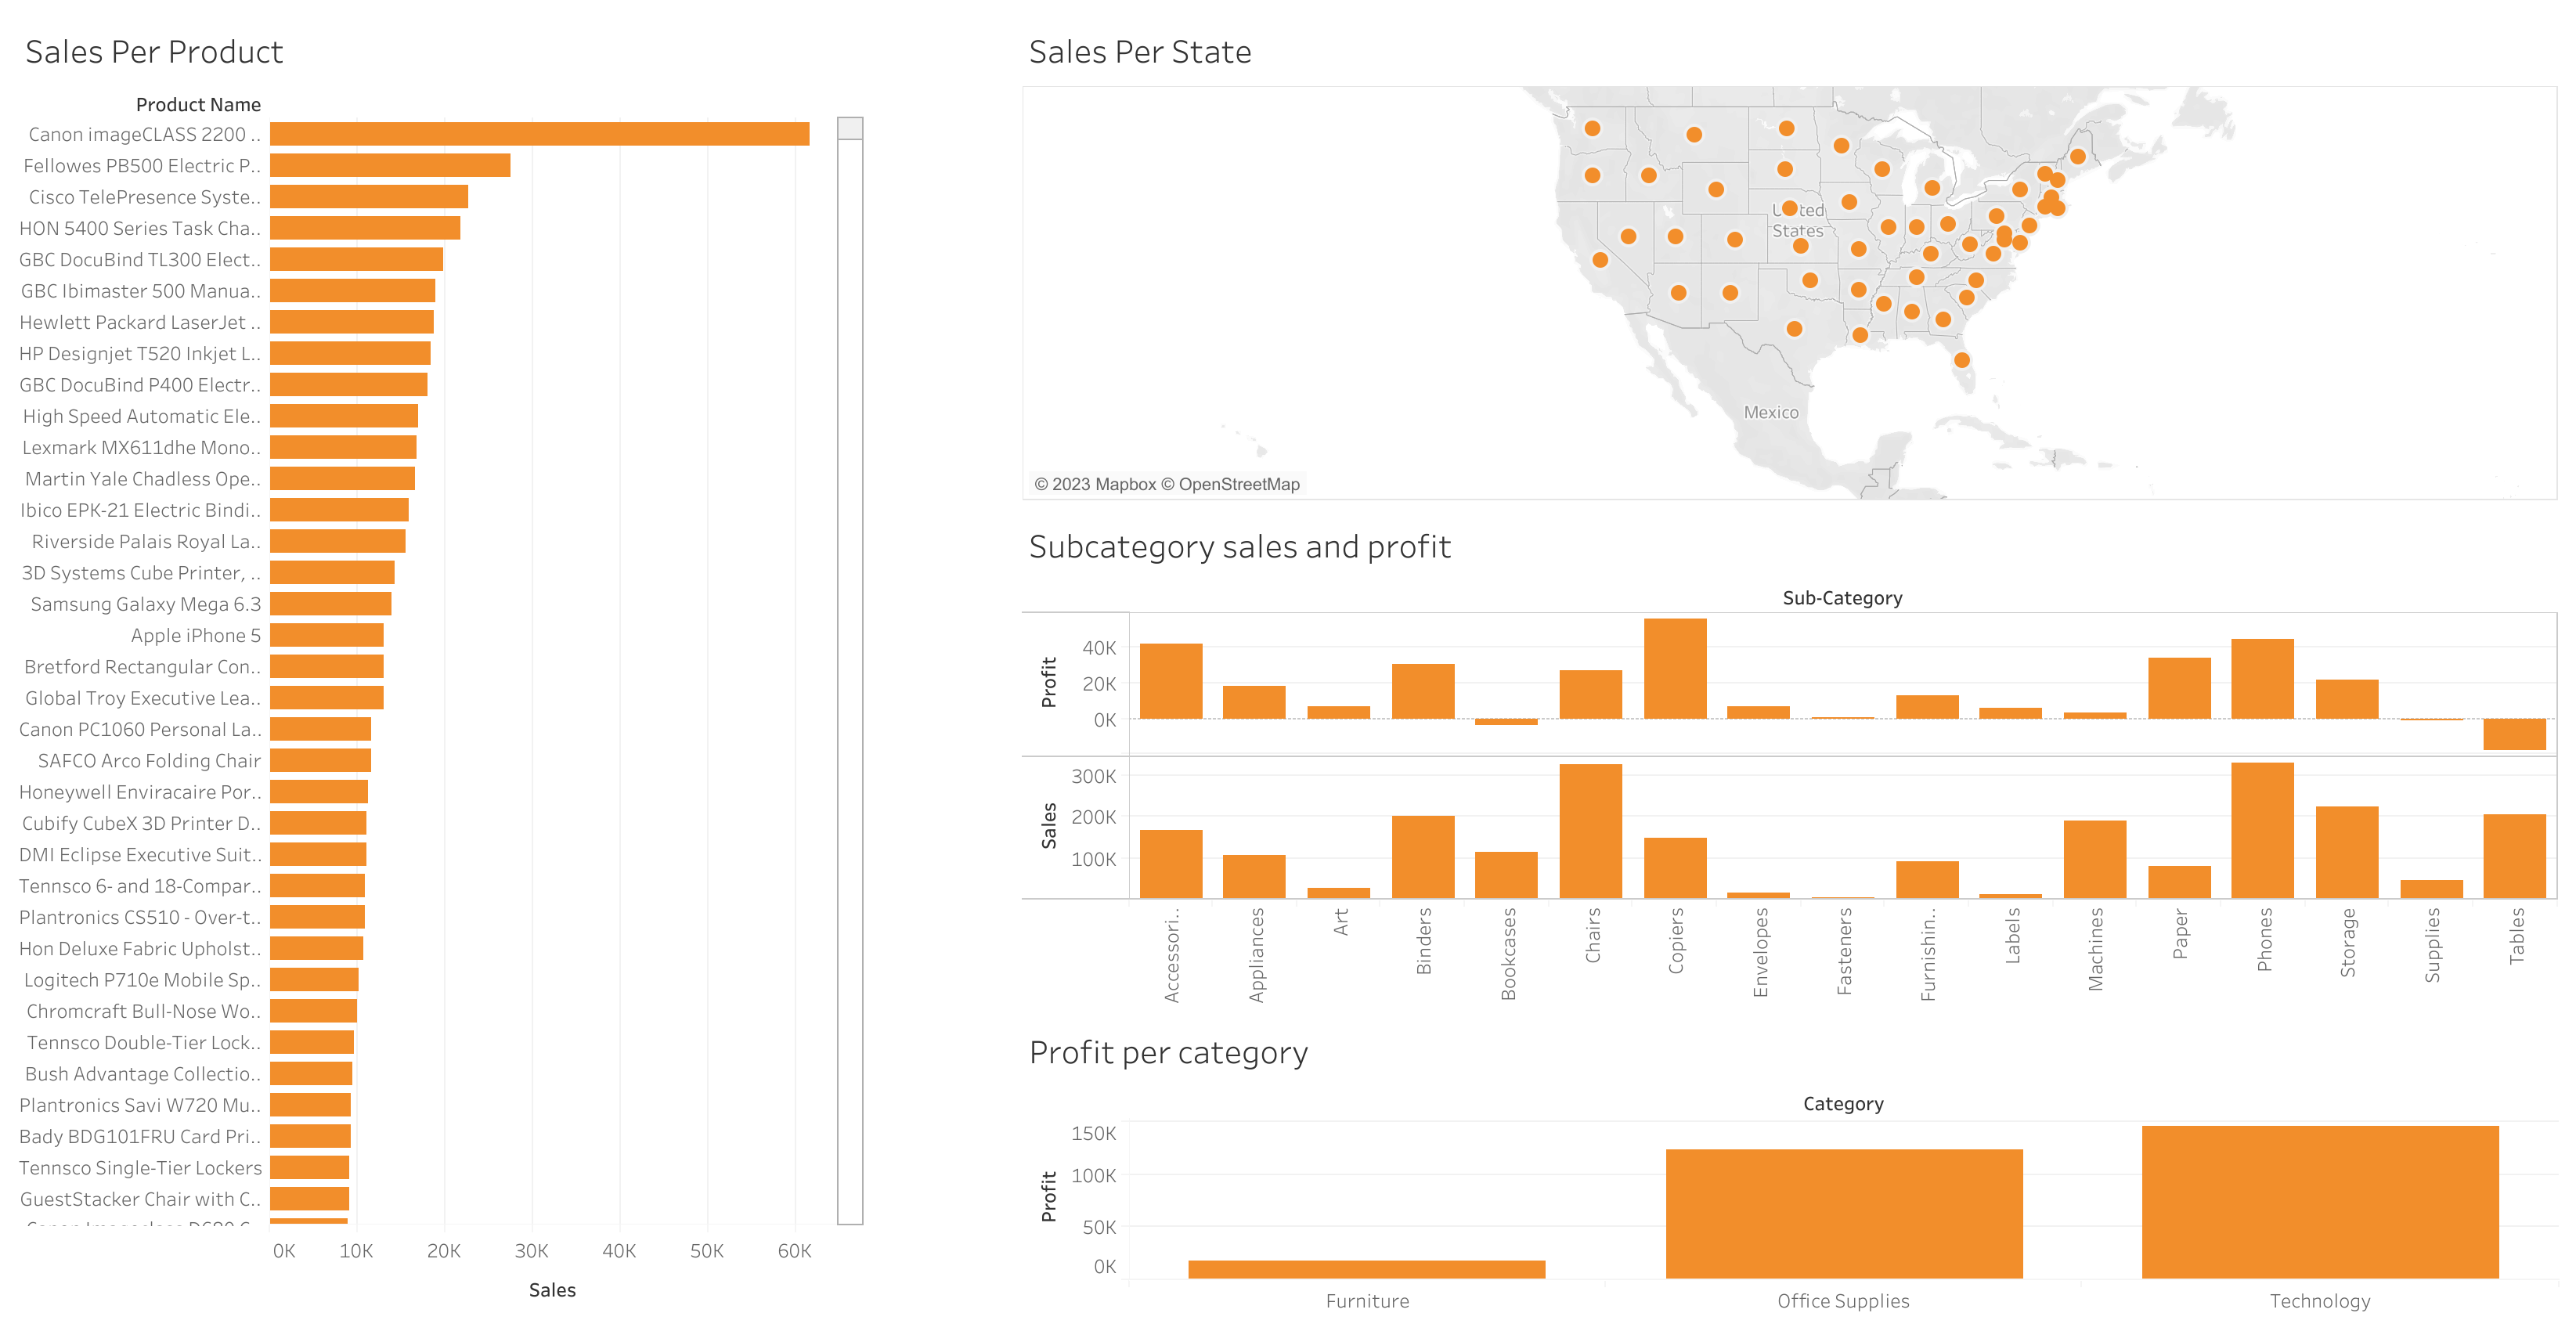 Sales Per Product
Product Name
Canon imageCLASS 2200 ..
Fellowes PB500 Electric P..
Cisco TelePresence Syste..
HON 5400 Series Task Cha..
GBC DocuBind TL300 Elect..
GBC Ibimaster 500 Manua..
Hewlett Packard LaserJet ..
HP Designjet T520 Inkjet L..
GBC DocuBind P400 Electr..
High Speed Automatic Ele..
Lexmark MX611dhe Mono..
Martin Yale Chadless Ope..
Ibico EPK-21 Electric Bindi..
Riverside Palais Royal La..
3D Systems Cube Printer, ..
Samsung Galaxy Mega 6.3
Apple iPhone 5
Bretford Rectangular Con..
Global Troy Executive Lea..
Canon PC1060 Personal La..
SAFCO Arco Folding Chair
Honeywell Enviracaire Por..
Cubify CubeX 3D Printer D..
DMI Eclipse Executive Suit..
Tennsco 6- and 18-Compar..
Plantronics CS510 - Over-t..
Hon Deluxe Fabric Upholst..
Logitech P710e Mobile Sp..
Chromcraft Bull-Nose Wo..
Tennsco Double-Tier Lock..
Bush Advantage Collectio..
Plantronics Savi W720 Mu..
Bady BDG101FRU Card Pri..
Tennsco Single-Tier Lockers
GuestStacker Chair with C..
0K 10K 20K 30K 40K 50K 60K
Sales
Sales Per State
United
States
Mexico
© 2023 Mapbox © OpenStreetMap
Subcategory sales and profit
Sub-Category
Profit
40K
20K
0K
Sales
300K
200K
100K
Accessori..
Appliances
Art
Binders
Bookcases
Chairs
Copiers
Envelopes
Fasteners
Furnishin..
Labels
Machines
Paper
Phones
Storage
Supplies
Tables
Profit per category
Category
Profit
150K
100K
50K
0K
Furniture Office Supplies Technology